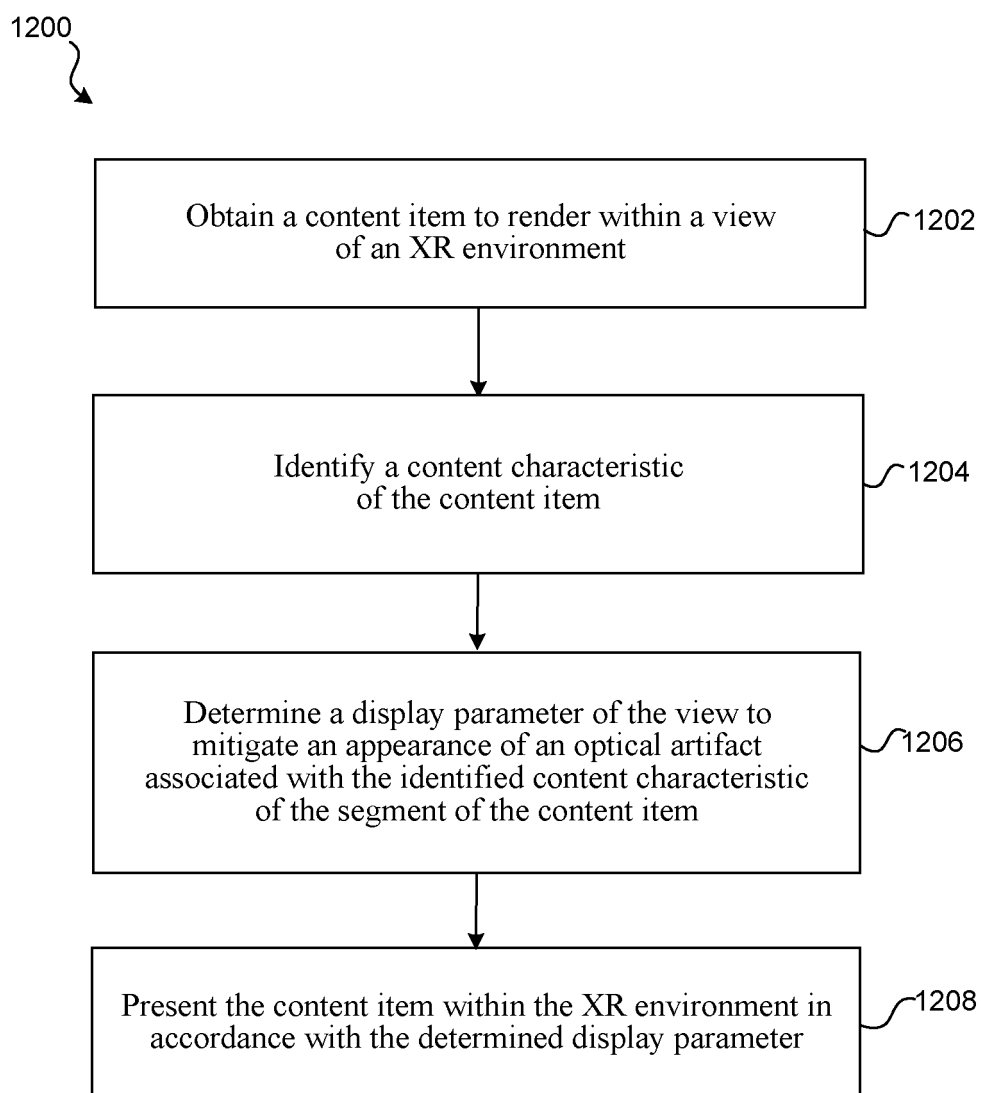 1200
Obtain a content item to render within a view
of an XR environment
1202
Identify a content characteristic
of the content item
1204
Determine a display parameter of the view to
mitigate an appearance of an optical artifact
associated with the identified content characteristic
of the segment of the content item
1206
Present the content item within the XR environment in
accordance with the determined display parameter
1208